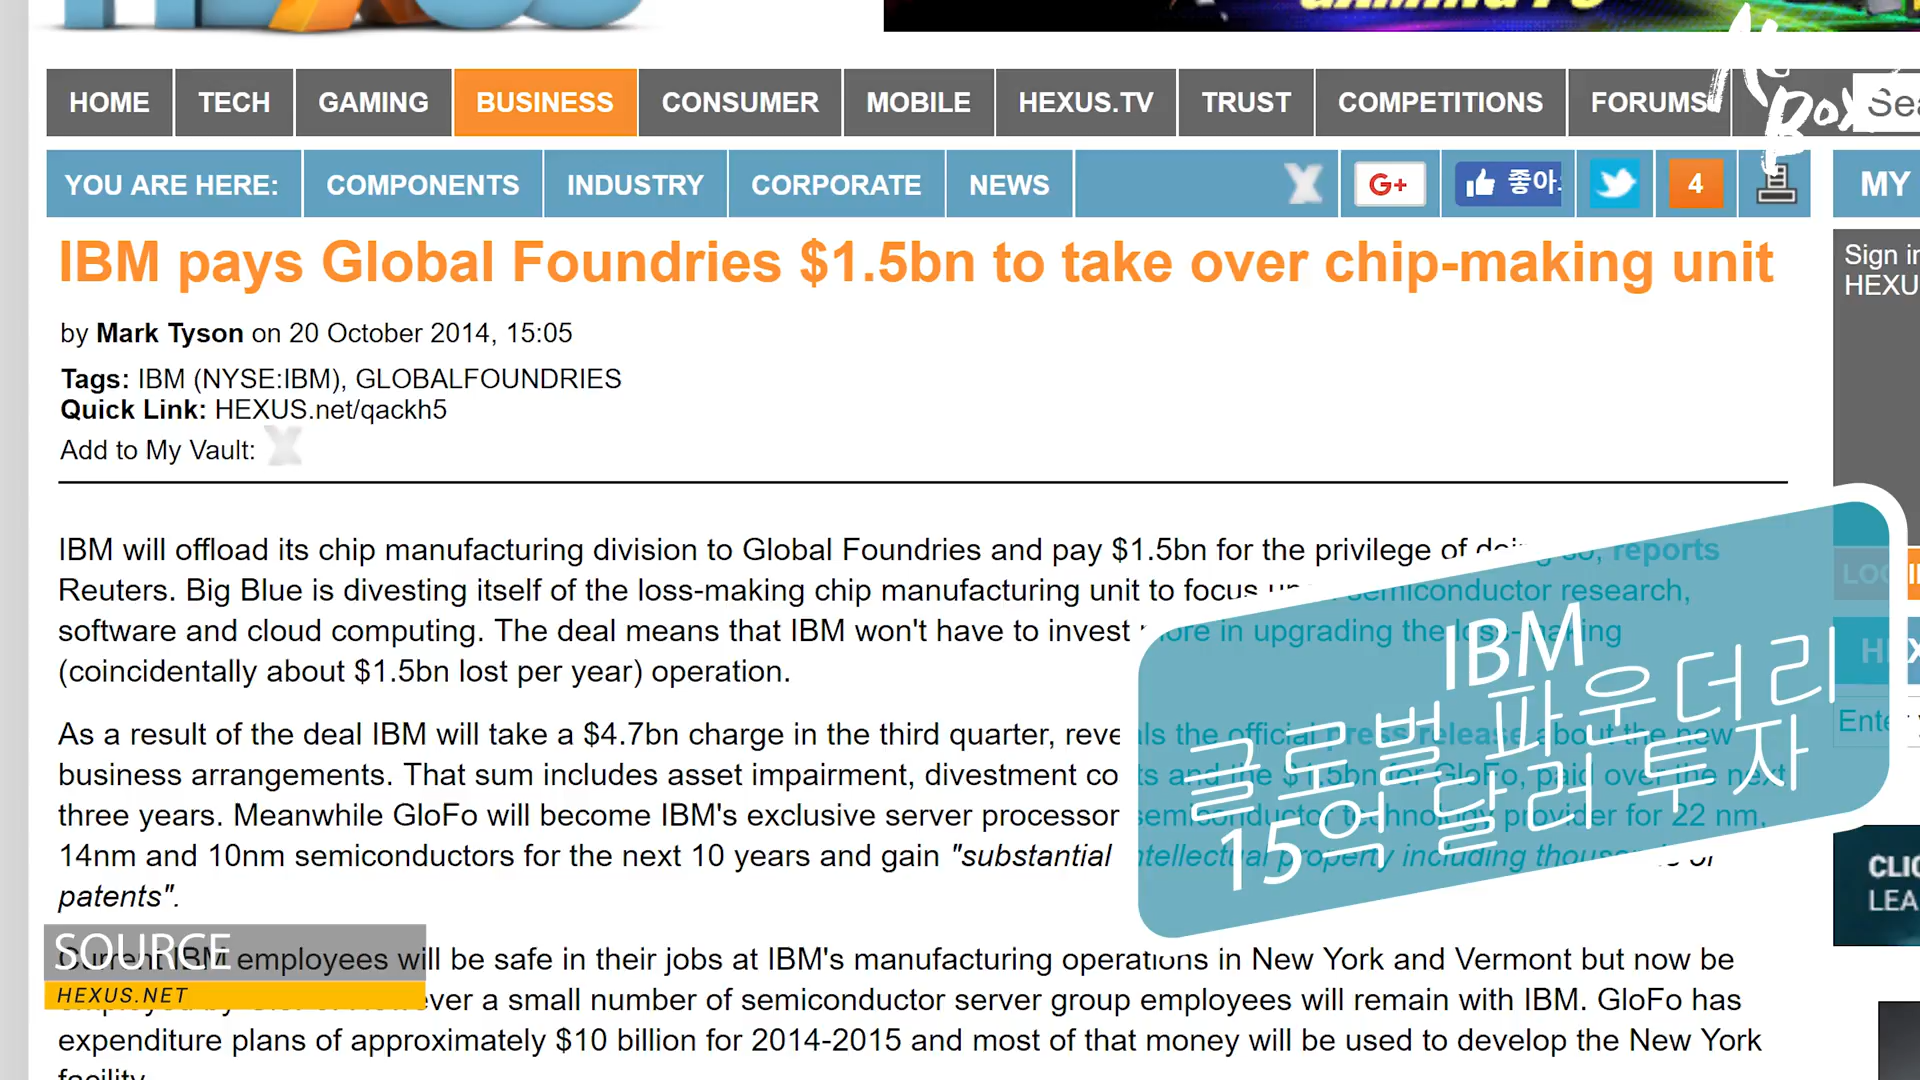 HEXUS
GAMING PC
HOME TECH GAMING BUSINESS CONSUMER MOBILE HEXUS.TV TRUST COMPETITIONS FORUMS
YOU ARE HERE: COMPONENTS INDUSTRY CORPORATE NEWS G+ 좋아 4 MY
IBM pays Global Foundries $1.5bn to take over chip-making unit
by Mark Tyson on 20 October 2014, 15:05
Sign in
Tags: IBM (NYSE:IBM), GLOBALFOUNDRIES
Quick Link: HEXUS.net/qackh5
Add to My Vault:
IBM will offload its chip manufacturing division to Global Foundries and pay $1.5bn for the privilege of doing so, reports
Reuters. Big Blue is divesting itself of the loss-making chip manufacturing unit to focus semiconductor research,
software and cloud computing. The deal means that IBM won't have to invest more in upgrading the loss-making
(coincidentally about $1.5bn lost per year) operation.
As a result of the deal IBM will take a $4.7bn charge in the third quarter, reveals the official press release about the new
business arrangements. That sum includes asset impairment, divestment costs and the $1.5bn for GloFo, paid over the next
three years. Meanwhile GloFo will become IBM's exclusive server processor semiconductor technology provider for 22 nm,
14nm and 10nm semiconductors for the next 10 years and gain "substantial intellectual property including thousands of
patents".
IBM
글로벌 파운더리
15억 달러 투자
Current IBM employees will be safe in their jobs at IBM's manufacturing operations in New York and Vermont but now be
employed by a small number of semiconductor server group employees will remain with IBM. GloFo has
expenditure plans of approximately $10 billion for 2014-2015 and most of that money will be used to develop the New York
facility.
SOURCE
HEXUS.NET